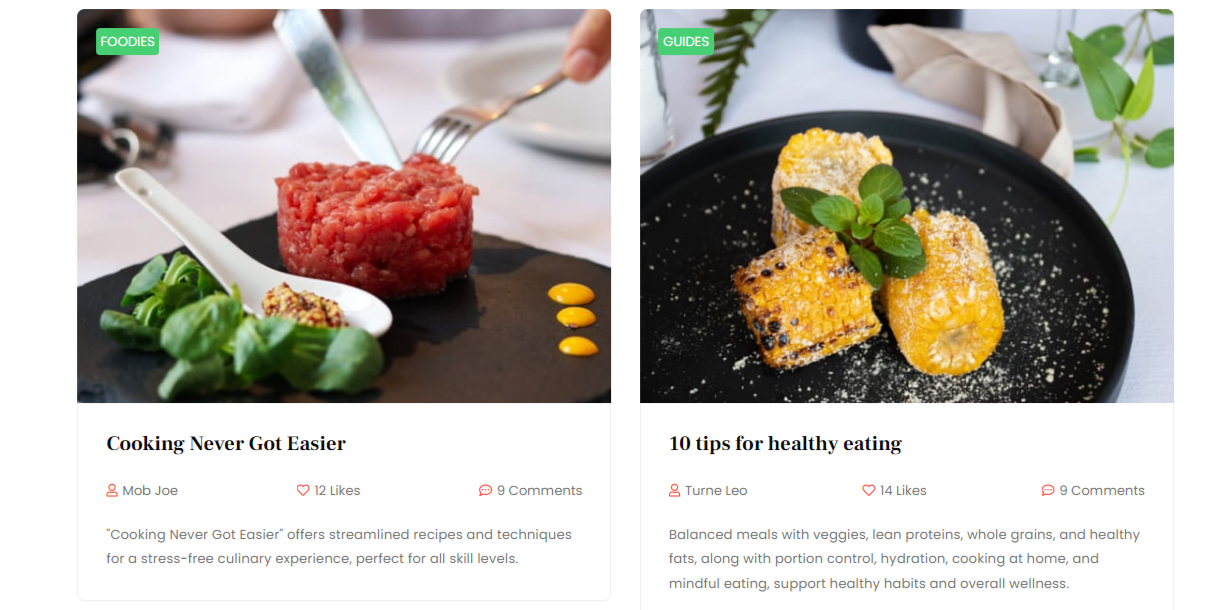 FOODIES
Cooking Never Got Easier
Mob Joe 12 Likes 9 Comments
"Cooking Never Got Easier" offers streamlined recipes and techniques
for a stress-free culinary experience, perfect for all skill levels.
GUIDES
10 tips for healthy eating
Turne Leo 14 Likes 9 Comments
Balanced meals with veggies, lean proteins, whole grains, and healthy
fats, along with portion control, hydration, cooking at home, and
mindful eating, support healthy habits and overall wellness.